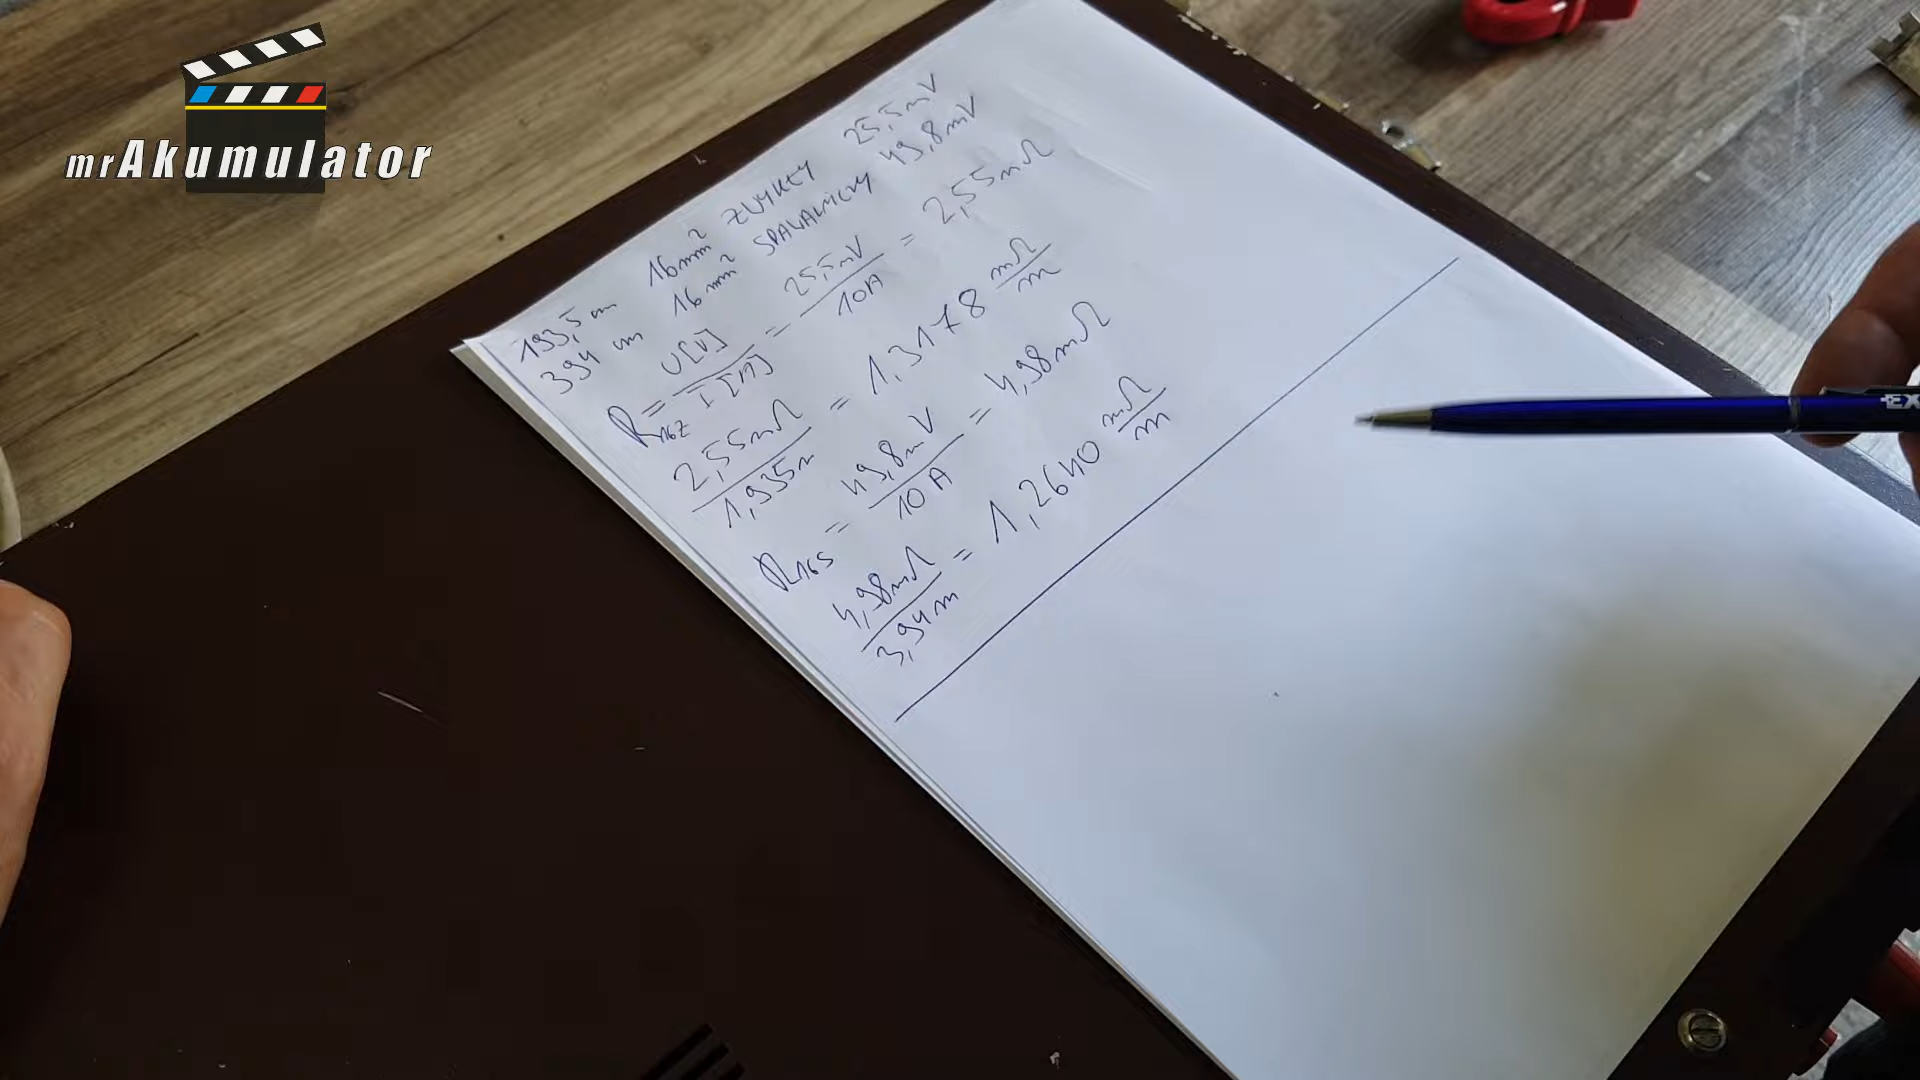 mrAkumulator
193,5 cm 16mm² ZWYKŁY 25,5mV
394 cm 16mm² SPAWALNICZY 49,8mV
R16Z = U[V] / I[A] = 25,5mV / 10A = 2,55mΩ
2,55mΩ / 1,935m = 1,3178 mΩ/m
R16S = 49,8mV / 10A = 4,98mΩ
4,98mΩ / 3,94m = 1,2640 mΩ/m